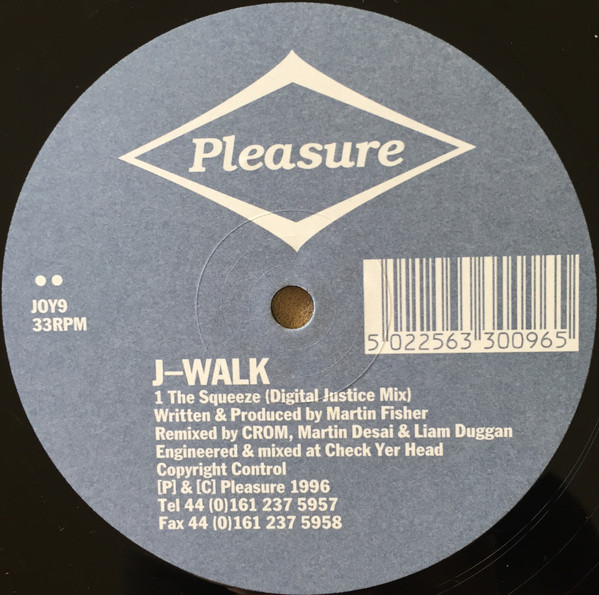 Pleasure
JOY9
33RPM
5 022563 300965
J–WALK
1 The Squeeze (Digital Justice Mix)
Written & Produced by Martin Fisher
Remixed by CROM, Martin Desai & Liam Duggan
Engineered & mixed at Check Yer Head
Copyright Control
[P] & [C] Pleasure 1996
Tel 44 (0)161 237 5957
Fax 44 (0)161 237 5958